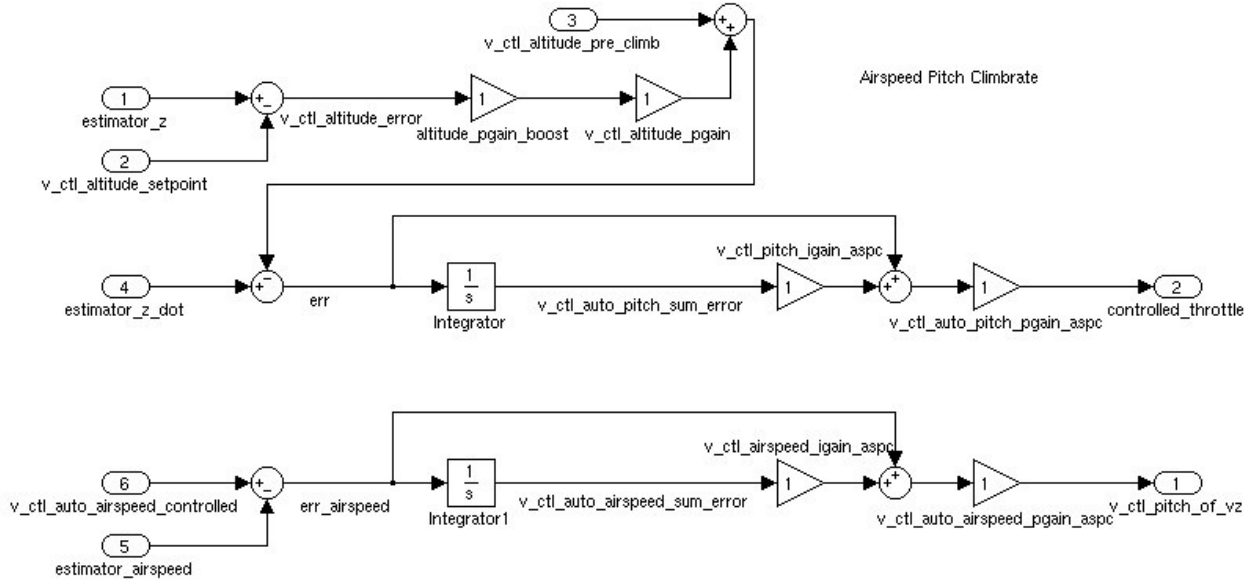 3
v_ctl_altitude_pre_climb
+
+
Airspeed Pitch Climbrate
1
estimator_z
+
−
v_ctl_altitude_error
1
altitude_pgain_boost
1
v_ctl_altitude_pgain
2
v_ctl_altitude_setpoint
4
estimator_z_dot
−
+
err
1
s
Integrator
v_ctl_auto_pitch_sum_error
v_ctl_pitch_igain_aspc
1
+
+
1
v_ctl_auto_pitch_pgain_aspc
2
controlled_throttle
6
v_ctl_auto_airspeed_controlled
+
−
err_airspeed
5
estimator_airspeed
1
s
Integrator1
v_ctl_auto_airspeed_sum_error
v_ctl_airspeed_igain_aspc
1
+
+
1
v_ctl_auto_airspeed_pgain_aspc
1
v_ctl_pitch_of_vz